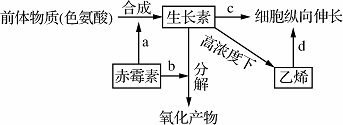 前体物质(色氨酸) 合成 生长素 c 细胞纵向伸长
a 高浓度下 d
赤霉素 b 分解 乙烯
氧化产物